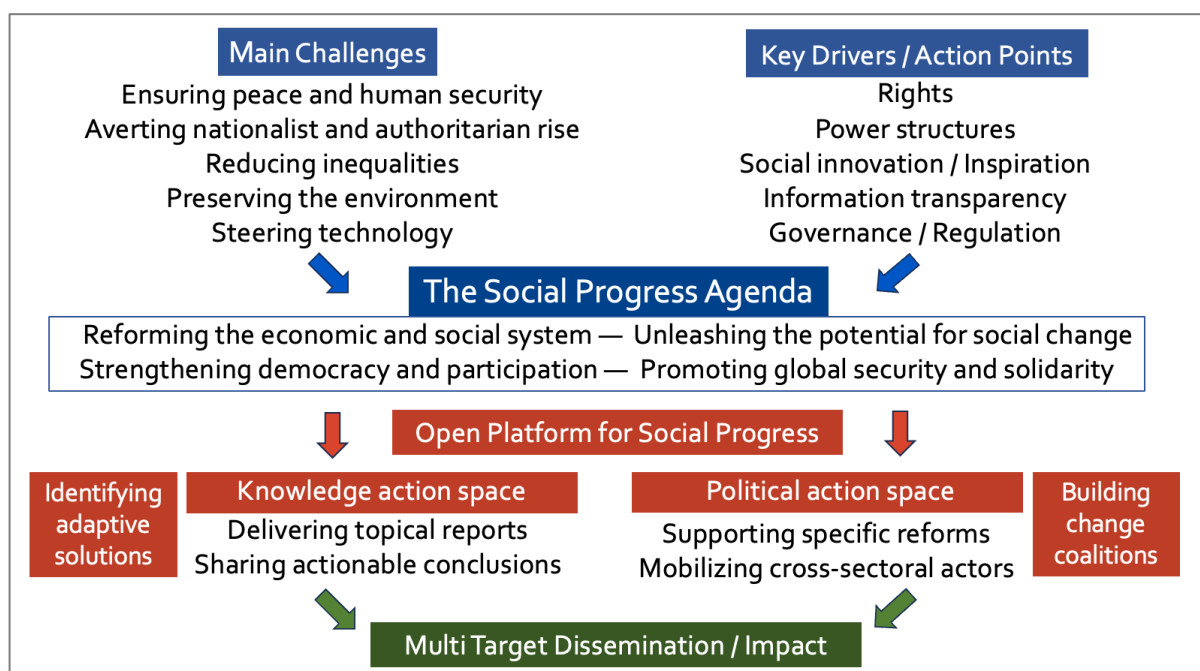 Main Challenges
Ensuring peace and human security
Averting nationalist and authoritarian rise
Reducing inequalities
Preserving the environment
Steering technology
Key Drivers / Action Points
Rights
Power structures
Social innovation / Inspiration
Information transparency
Governance / Regulation
The Social Progress Agenda
Reforming the economic and social system — Unleashing the potential for social change
Strengthening democracy and participation — Promoting global security and solidarity
Open Platform for Social Progress
Identifying
adaptive
solutions
Knowledge action space
Delivering topical reports
Sharing actionable conclusions
Political action space
Supporting specific reforms
Mobilizing cross-sectoral actors
Building
change
coalitions
Multi Target Dissemination / Impact